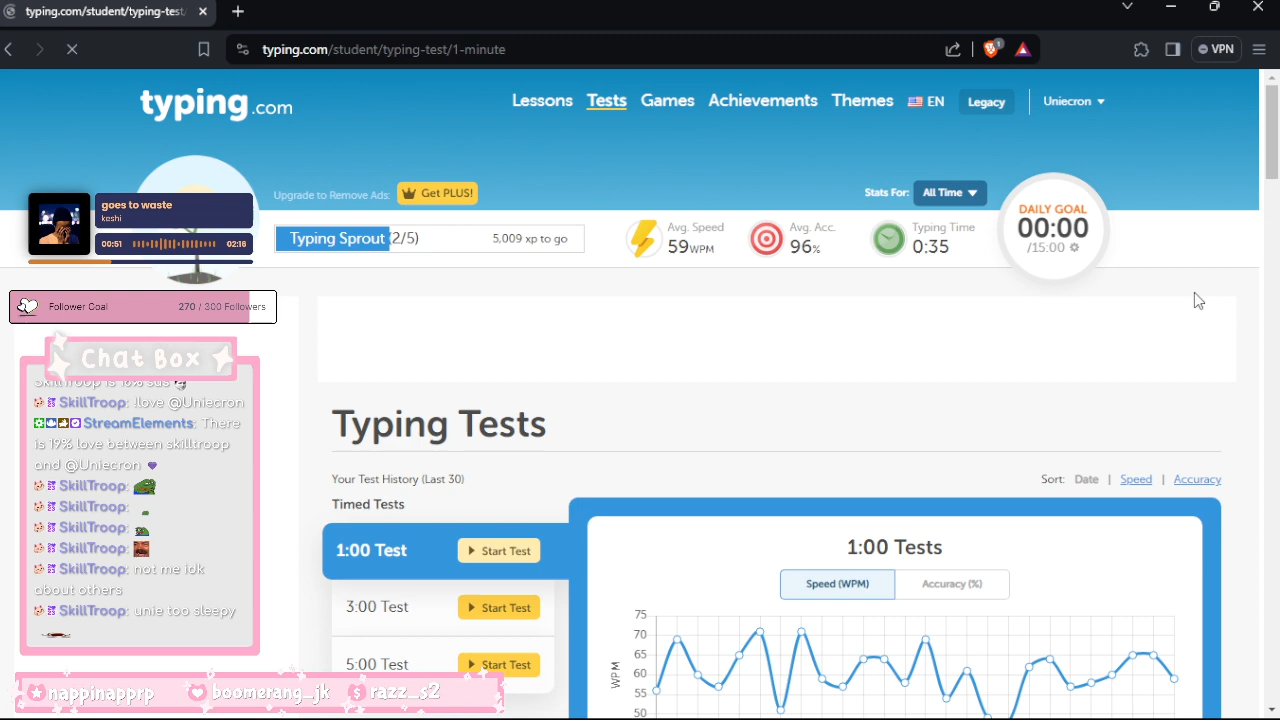 typing.com/student/typing-test/
typing.com/student/typing-test/1-minute
VPN
typing.com
Lessons
Tests
Games
Achievements
Themes
EN
Legacy
Uniecron
Upgrade to Remove Ads:
Get PLUS!
Stats For:
All Time
Typing Sprout (2/5)
5,009 xp to go
Avg. Speed
59WPM
Avg. Acc.
96%
Typing Time
0:35
DAILY GOAL
00:00
/15:00
goes to waste
keshi
00:51
02:16
Follower Goal
270 / 300 Followers
Chat Box
SkillTroop is 16% sus
SkillTroop: !love @Uniecron
StreamElements: There
is 19% love between skilltroop
and @Uniecron
SkillTroop:
SkillTroop:
SkillTroop:
SkillTroop:
SkillTroop: not me idk
about others
SkillTroop: unie too sleepy
nappinapprp
boomerang_jk
razz_s2
Typing Tests
Your Test History (Last 30)
Sort: Date | Speed | Accuracy
Timed Tests
1:00 Test
Start Test
3:00 Test
Start Test
5:00 Test
Start Test
1:00 Tests
Speed (WPM)
Accuracy (%)
WPM
75
70
65
60
55
50